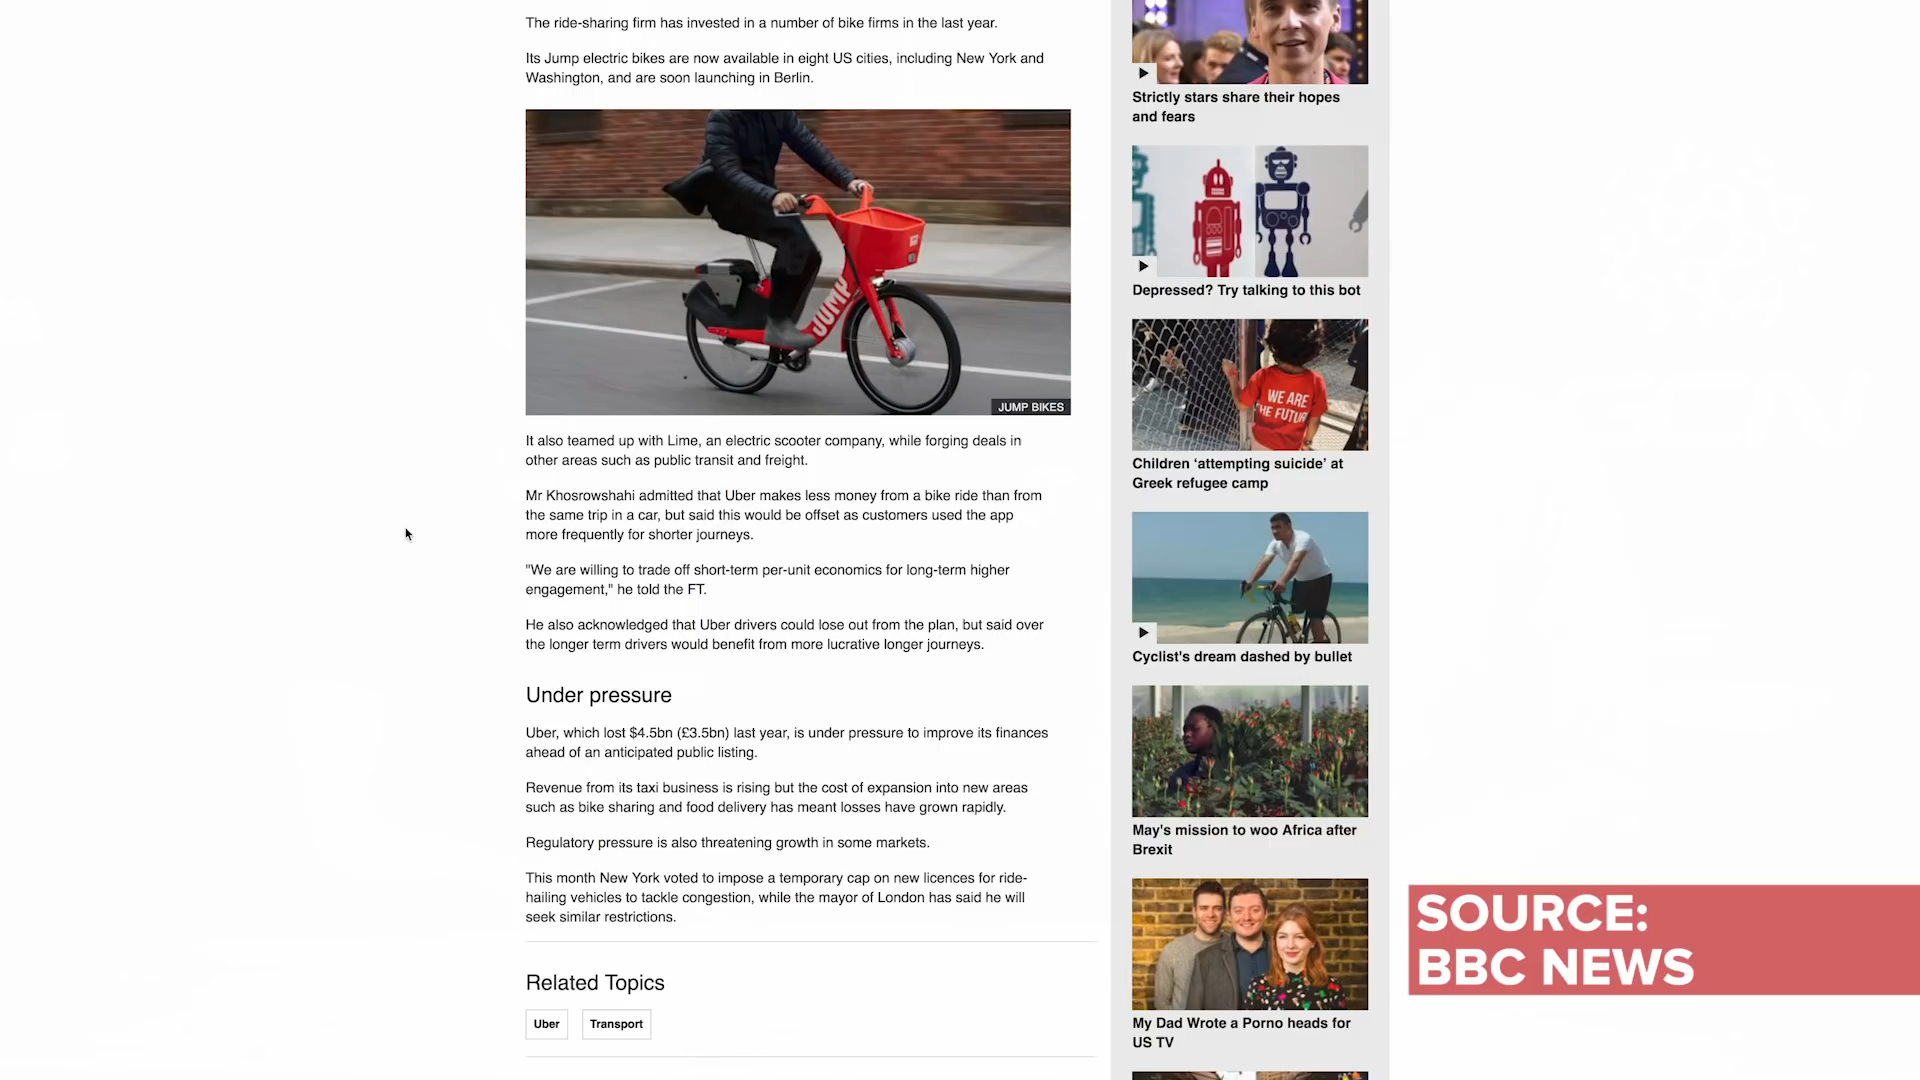 The ride-sharing firm has invested in a number of bike firms in the last year.
Its Jump electric bikes are now available in eight US cities, including New York and
Washington, and are soon launching in Berlin.
JUMP
JUMP BIKES
It also teamed up with Lime, an electric scooter company, while forging deals in
other areas such as public transit and freight.
Mr Khosrowshahi admitted that Uber makes less money from a bike ride than from
the same trip in a car, but said this would be offset as customers used the app
more frequently for shorter journeys.
"We are willing to trade off short-term per-unit economics for long-term higher
engagement," he told the FT.
He also acknowledged that Uber drivers could lose out from the plan, but said over
the longer term drivers would benefit from more lucrative longer journeys.
Under pressure
Uber, which lost $4.5bn (£3.5bn) last year, is under pressure to improve its finances
ahead of an anticipated public listing.
Revenue from its taxi business is rising but the cost of expansion into new areas
such as bike sharing and food delivery has meant losses have grown rapidly.
Regulatory pressure is also threatening growth in some markets.
This month New York voted to impose a temporary cap on new licences for ride-
hailing vehicles to tackle congestion, while the mayor of London has said he will
seek similar restrictions.
Related Topics
Uber
Transport
Strictly stars share their hopes
and fears
Depressed? Try talking to this bot
WE ARE
HE FUTUR
Children ‘attempting suicide’ at
Greek refugee camp
Cyclist's dream dashed by bullet
May's mission to woo Africa after
Brexit
My Dad Wrote a Porno heads for
US TV
SOURCE:
BBC NEWS